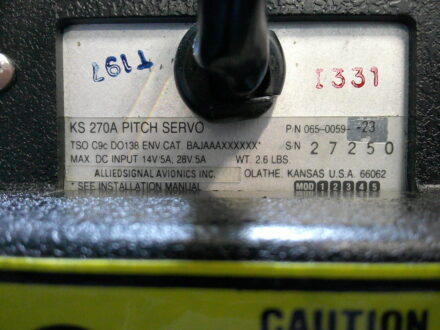 T197
I331
KS 270A PITCH SERVO P/N 065-0059- -23
TSO C9c DO138 ENV. CAT. BAJAAAXXXXXX* S/N 27250
MAX. DC INPUT 14V 5A, 28V .5A WT. 2.6 LBS.
ALLIEDSIGNAL AVIONICS INC. OLATHE, KANSAS U.S.A. 66062
* SEE INSTALLATION MANUAL MOD 1 2 3 4 5
CAUTION